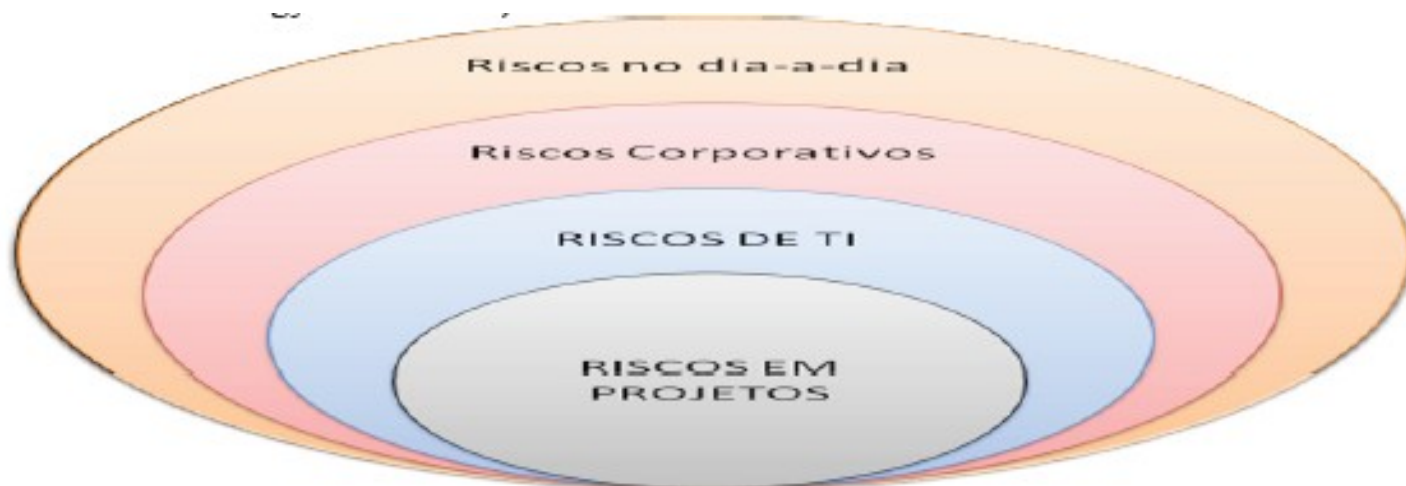 Riscos no dia-a-dia
Riscos Corporativos
RISCOS DE TI
RISCOS EM
PROJETOS